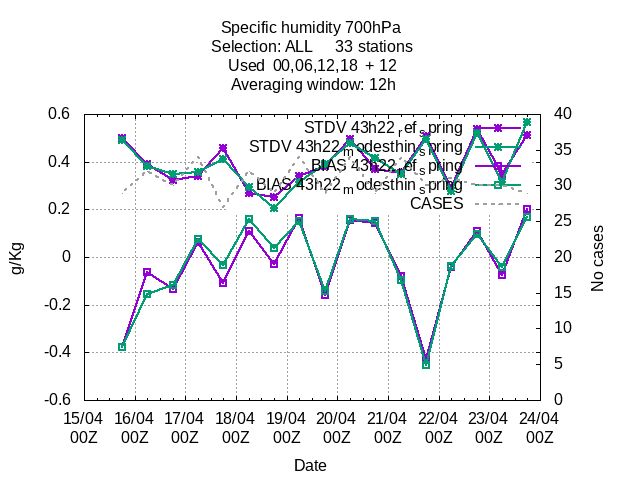 Specific humidity 700hPa
Selection: ALL 33 stations
Used 00,06,12,18 + 12
Averaging window: 12h
STDV 43h22_ref_spring
STDV 43h22_modesthin_spring
BIAS 43h22_ref_spring
BIAS 43h22_modesthin_spring
CASES
0.6
0.4
0.2
0
-0.2
-0.4
-0.6
g/Kg
40
35
30
25
20
15
10
5
0
No cases
15/04 16/04 17/04 18/04 19/04 20/04 21/04 22/04 23/04 24/04
00Z 00Z 00Z 00Z 00Z 00Z 00Z 00Z 00Z 00Z
Date